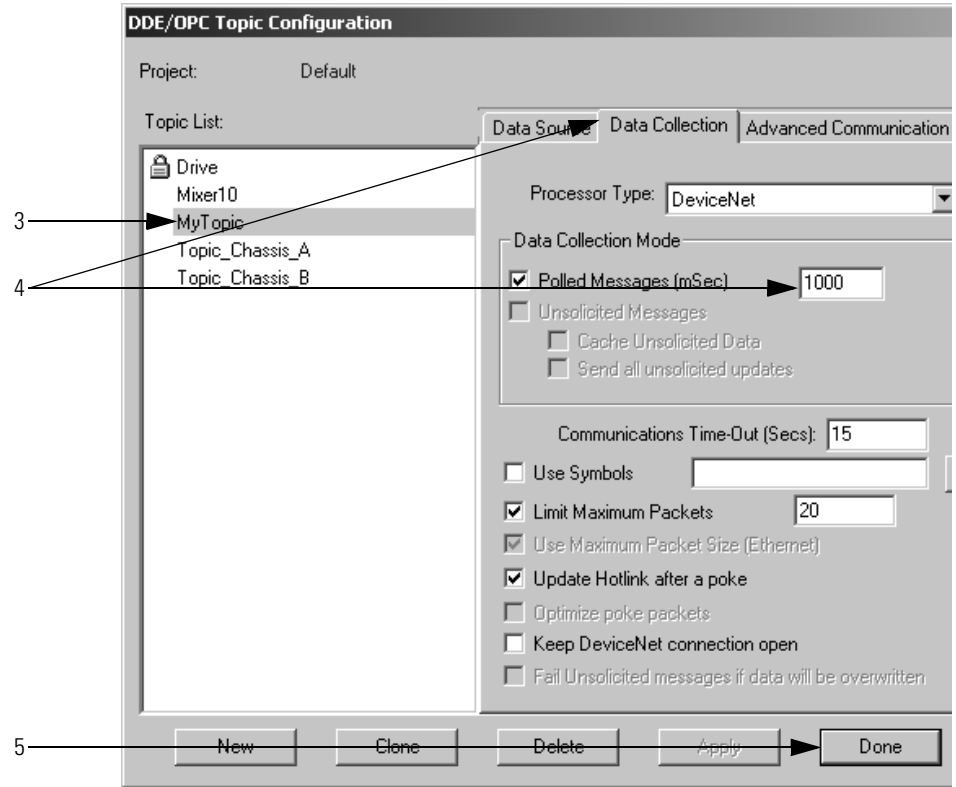 DDE/OPC Topic Configuration
Project: Default
Topic List:
Data Source Data Collection Advanced Communication
Drive
Mixer10
3 MyTopic
Topic_Chassis_A
4 Topic_Chassis_B
Processor Type: DeviceNet
Data Collection Mode
Polled Messages (mSec) 1000
Unsolicited Messages
Cache Unsolicited Data
Send all unsolicited updates
Communications Time-Out (Secs): 15
Use Symbols
Limit Maximum Packets 20
Use Maximum Packet Size (Ethernet)
Update Hotlink after a poke
Optimize poke packets
Keep DeviceNet connection open
Fail Unsolicited messages if data will be overwritten
5 New Clone Delete Apply Done